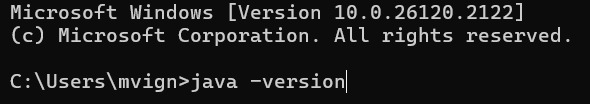 Microsoft Windows [Version 10.0.26120.2122]
(c) Microsoft Corporation. All rights reserved.
C:\Users\mvign>java -version